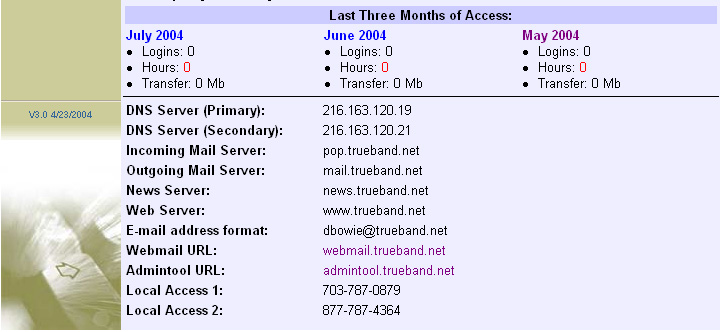 Last Three Months of Access:
July 2004 June 2004 May 2004
• Logins: 0 • Logins: 0 • Logins: 0
• Hours: 0 • Hours: 0 • Hours: 0
• Transfer: 0 Mb • Transfer: 0 Mb • Transfer: 0 Mb
V3.0 4/23/2004
DNS Server (Primary): 216.163.120.19
DNS Server (Secondary): 216.163.120.21
Incoming Mail Server: pop.trueband.net
Outgoing Mail Server: mail.trueband.net
News Server: news.trueband.net
Web Server: www.trueband.net
E-mail address format: dbowie@trueband.net
Webmail URL: webmail.trueband.net
Admintool URL: admintool.trueband.net
Local Access 1: 703-787-0879
Local Access 2: 877-787-4364